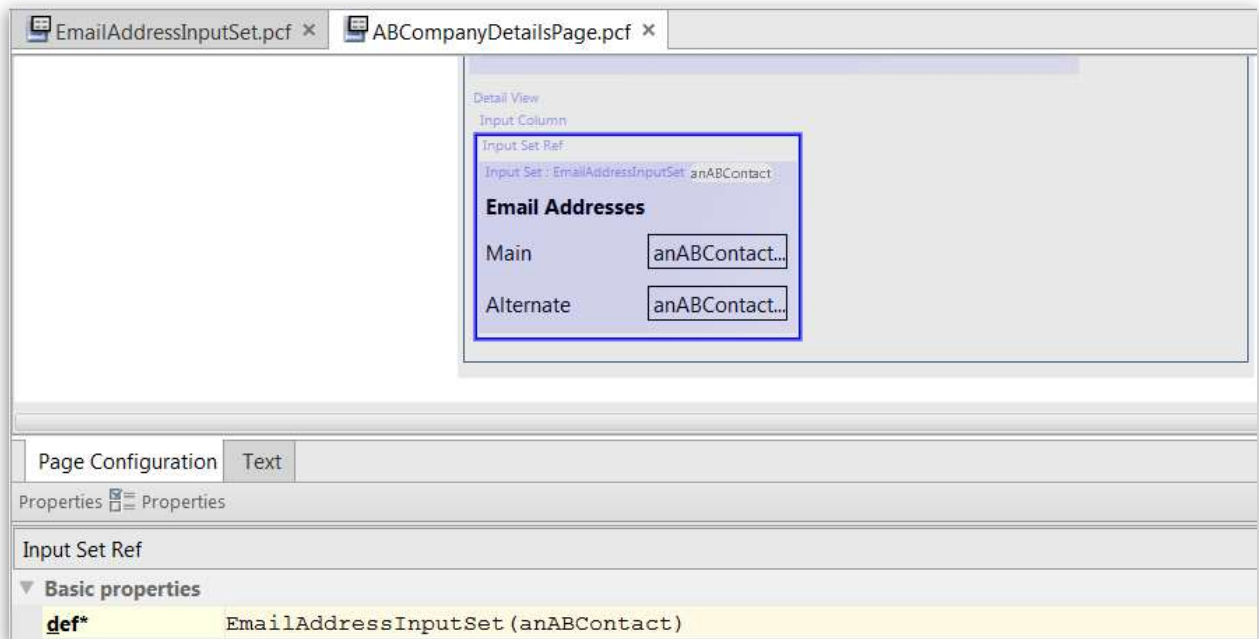 EmailAddressInputSet.pcf × ABCompanyDetailsPage.pcf ×
Detail View
Input Column
Input Set Ref
Input Set : EmailAddressInputSet anABContact
Email Addresses
Main anABContact...
Alternate anABContact...
Page Configuration Text
Properties Properties
Input Set Ref
Basic properties
def* EmailAddressInputSet(anABContact)